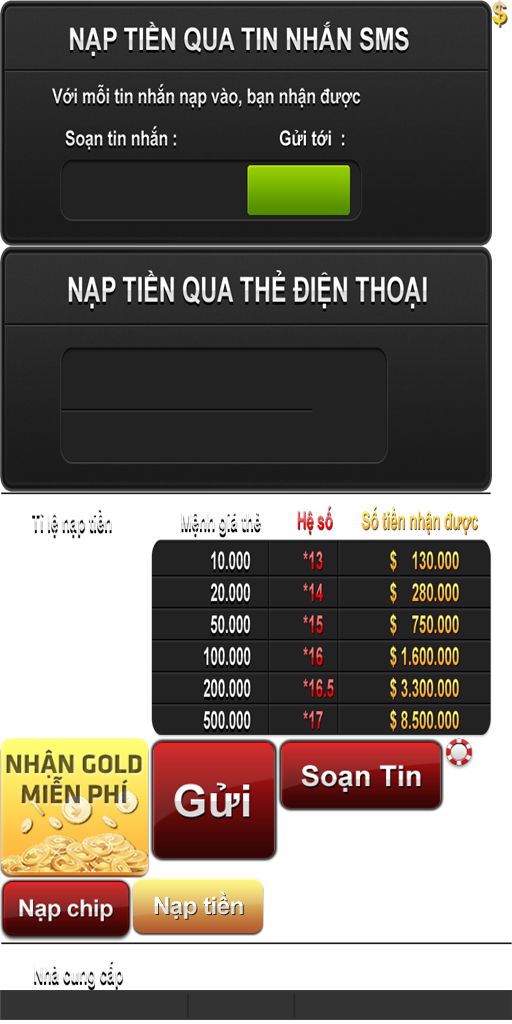 NẠP TIỀN QUA TIN NHẮN SMS
$
Với mỗi tin nhắn nạp vào, bạn nhận được
Soạn tin nhắn : Gửi tới :
NẠP TIỀN QUA THẺ ĐIỆN THOẠI
Tỉ lệ nạp tiền Mệnh giá thẻ Hệ số Số tiền nhận được
10.000 *13 $ 130.000
20.000 *14 $ 280.000
50.000 *15 $ 750.000
100.000 *16 $ 1.600.000
200.000 *16.5 $ 3.300.000
500.000 *17 $ 8.500.000
NHẬN GOLD
MIỄN PHÍ
Gửi
Soạn Tin
Nạp chip
Nạp tiền
Nhà cung cấp